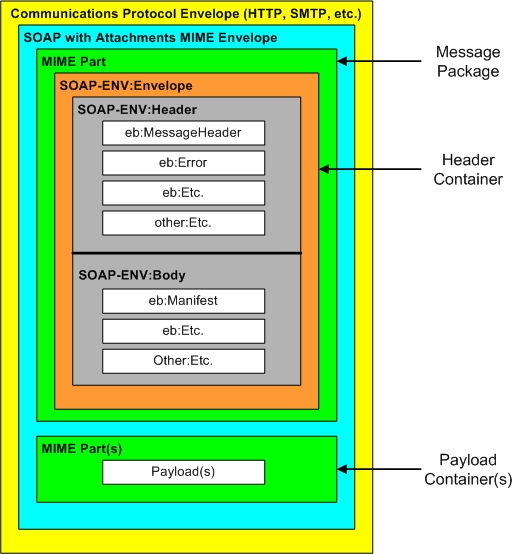 Communications Protocol Envelope (HTTP, SMTP, etc.)
SOAP with Attachments MIME Envelope
MIME Part
SOAP-ENV:Envelope
SOAP-ENV:Header
eb:MessageHeader
eb:Error
eb:Etc.
other:Etc.
SOAP-ENV:Body
eb:Manifest
eb:Etc.
Other:Etc.
MIME Part(s)
Payload(s)
Message
Package
Header
Container
Payload
Container(s)